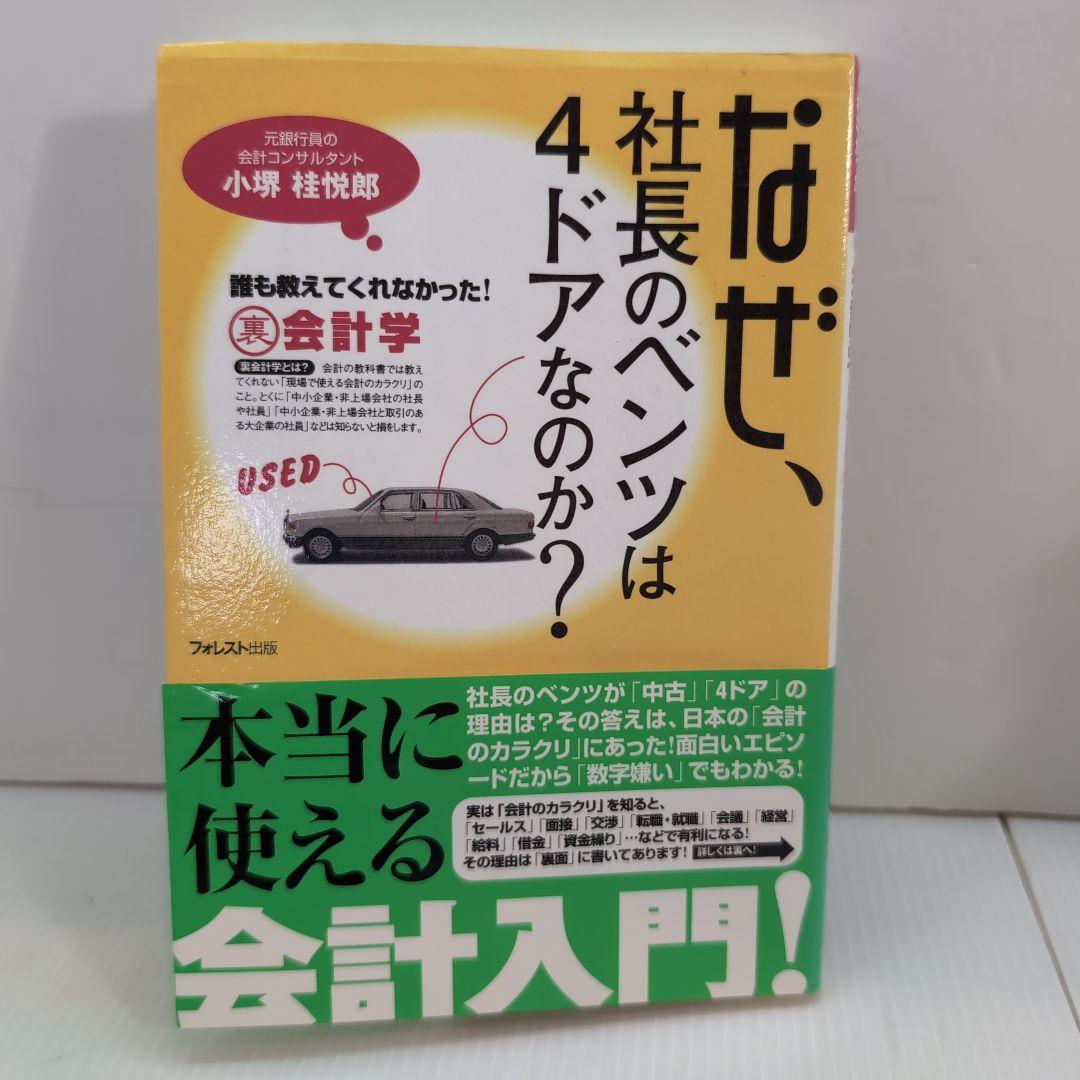 なぜ、
社長のベンツは
4ドアなのか?
元銀行員の
会計コンサルタント
小堺 桂悦郎
誰も教えてくれなかった!
裏 会計学
裏会計学とは? 会計の教科書では教え
てくれない「現場で使える会計のカラクリ」の
こと。とくに「中小企業・非上場会社の社長
や社員」「中小企業・非上場会社と取引のあ
る大企業の社員」などは知らないと損をします。
USED
フォレスト出版
本当に
使える
会計入門!
社長のベンツが「中古」「4ドア」の
理由は?その答えは、日本の「会計
のカラクリ」にあった!面白いエピソ
ードだから「数字嫌い」でもわかる!
実は「会計のカラクリ」を知ると、
「セールス」「面接」「交渉」「転職・就職」「会議」「経営」
「給料」「借金」「資金繰り」…などで有利になる!
その理由は「裏面」に書いてあります! 詳しくは裏へ!